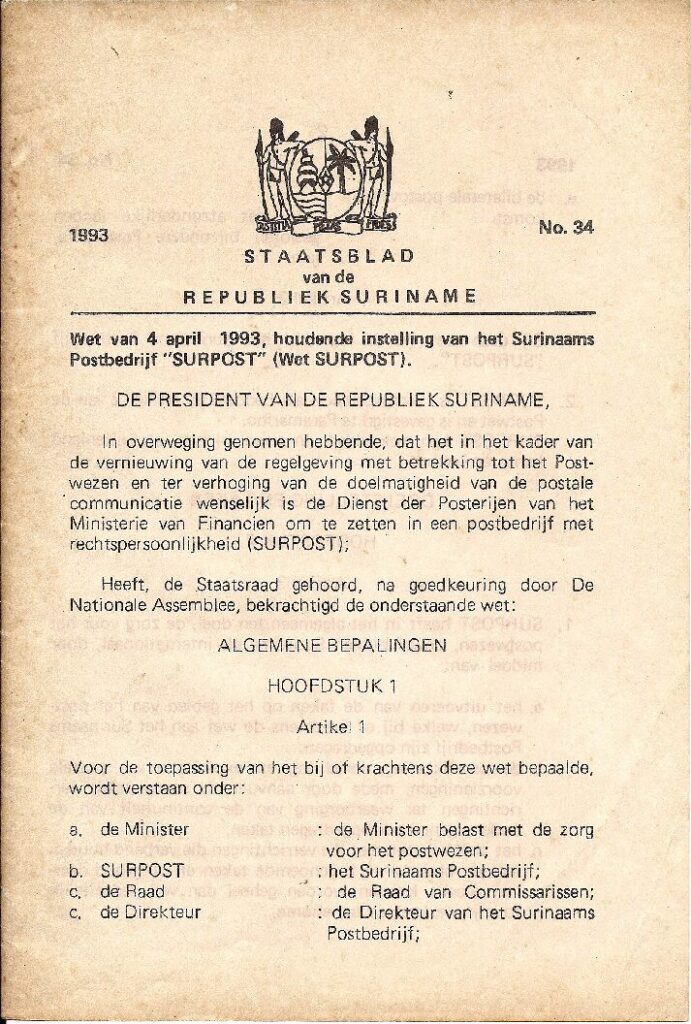 JUSTITIA PIETAS FIDES
1993
No. 34
STAATSBLAD
van de
REPUBLIEK SURINAME
Wet van 4 april 1993, houdende instelling van het Surinaams
Postbedrijf "SURPOST" (Wet SURPOST).
DE PRESIDENT VAN DE REPUBLIEK SURINAME,
In overweging genomen hebbende, dat het in het kader van
de vernieuwing van de regelgeving met betrekking tot het Post-
wezen en ter verhoging van de doelmatigheid van de postale
communicatie wenselijk is de Dienst der Posterijen van het
Ministerie van Financien om te zetten in een postbedrijf met
rechtspersoonlijkheid (SURPOST);
Heeft, de Staatsraad gehoord, na goedkeuring door De
Nationale Assemblee, bekrachtigd de onderstaande wet:
ALGEMENE BEPALINGEN
HOOFDSTUK 1
Artikel 1
Voor de toepassing van het bij of krachtens deze wet bepaalde,
wordt verstaan onder:
a. de Minister : de Minister belast met de zorg
voor het postwezen;
b. SURPOST : het Surinaams Postbedrijf;
c. de Raad : de Raad van Commissarissen;
c. de Direkteur : de Direkteur van het Surinaams
Postbedrijf;